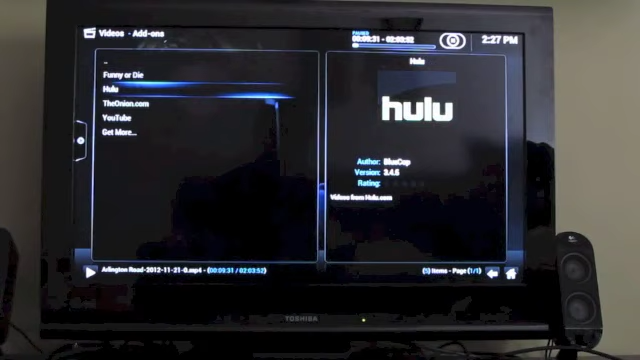 Videos - Add-ons
PAUSED
00:09:31 - 02:03:52
2:27 PM
..
Funny or Die
Hulu
TheOnion.com
YouTube
Get More...
Hulu
hulu
Author: BlueCop
Version: 3.4.5
Rating:
Videos from Hulu.com
Arlington Road-2012-11-21-0.mp4 - (00:09:31 / 02:03:52)
(5) Items - Page (1/1)
TOSHIBA
Logitech